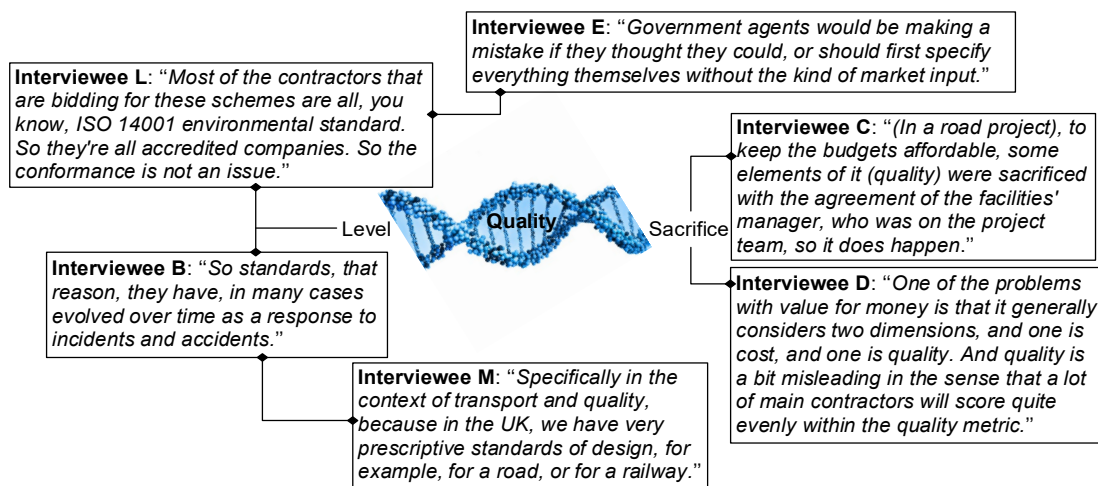 Interviewee E: “Government agents would be making a
mistake if they thought they could, or should first specify
everything themselves without the kind of market input.”
Interviewee L: “Most of the contractors that
are bidding for these schemes are all, you
know, ISO 14001 environmental standard.
So they're all accredited companies. So the
conformance is not an issue.”
Interviewee C: “(In a road project), to
keep the budgets affordable, some
elements of it (quality) were sacrificed
with the agreement of the facilities'
manager, who was on the project
team, so it does happen.”
Level
Quality
Sacrifice
Interviewee B: “So standards, that
reason, they have, in many cases
evolved over time as a response to
incidents and accidents.”
Interviewee D: “One of the problems
with value for money is that it generally
considers two dimensions, and one is
cost, and one is quality. And quality is
a bit misleading in the sense that a lot
of main contractors will score quite
evenly within the quality metric.”
Interviewee M: “Specifically in the
context of transport and quality,
because in the UK, we have very
prescriptive standards of design, for
example, for a road, or for a railway.”